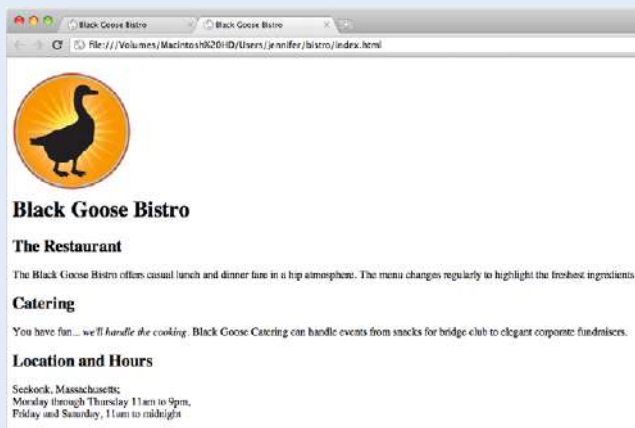 Black Goose Bistro
Black Goose Bistro
file:///Volumes/Macintosh%20HD/Users/jennifer/bistro/index.html
Black Goose Bistro
The Restaurant
The Black Goose Bistro offers casual lunch and dinner fare in a hip atmosphere. The menu changes regularly to highlight the freshest ingredients
Catering
You have fun... we'll handle the cooking. Black Goose Catering can handle events from snacks for bridge club to elegant corporate fundraisers.
Location and Hours
Seekonk, Massachusetts;
Monday through Thursday 11am to 9pm,
Friday and Saturday, 11am to midnight